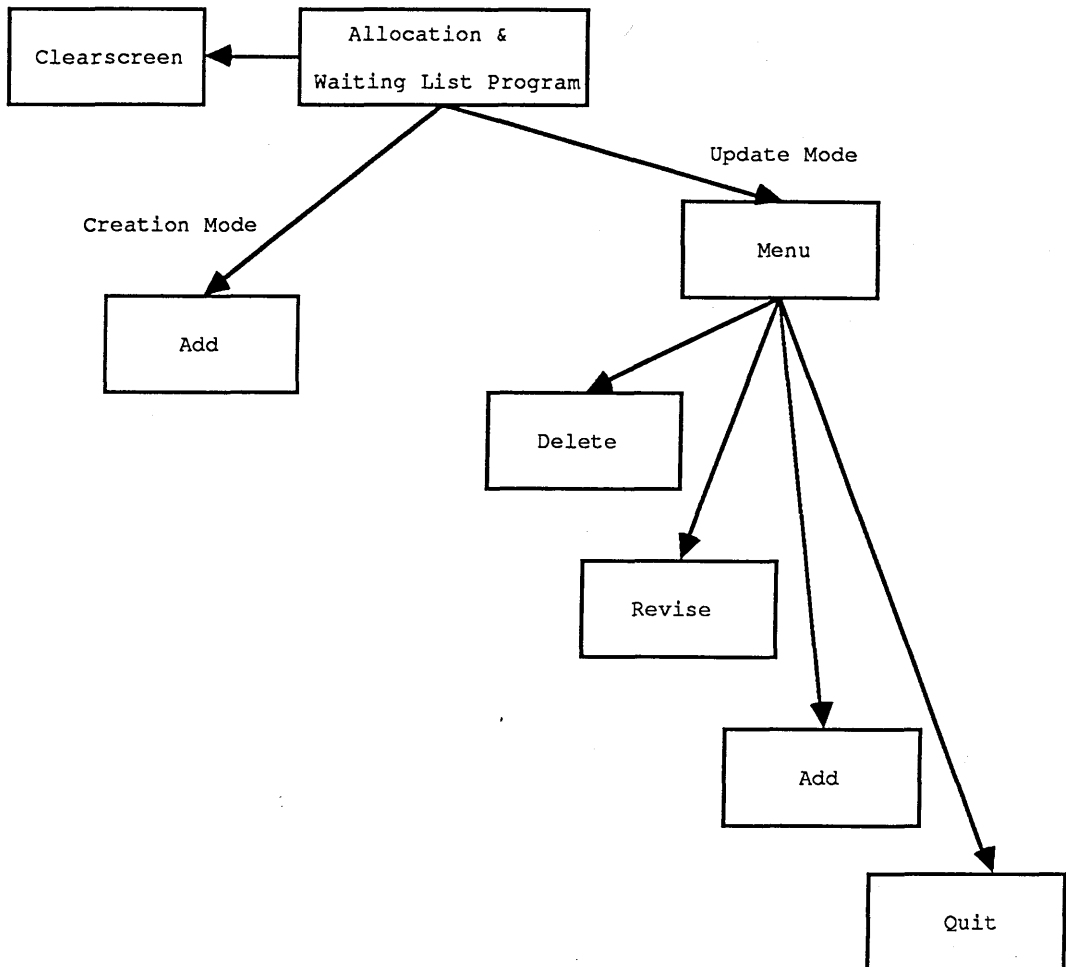 Clearscreen
Allocation &
Waiting List Program
Update Mode
Creation Mode
Menu
Add
Delete
Revise
Add
Quit